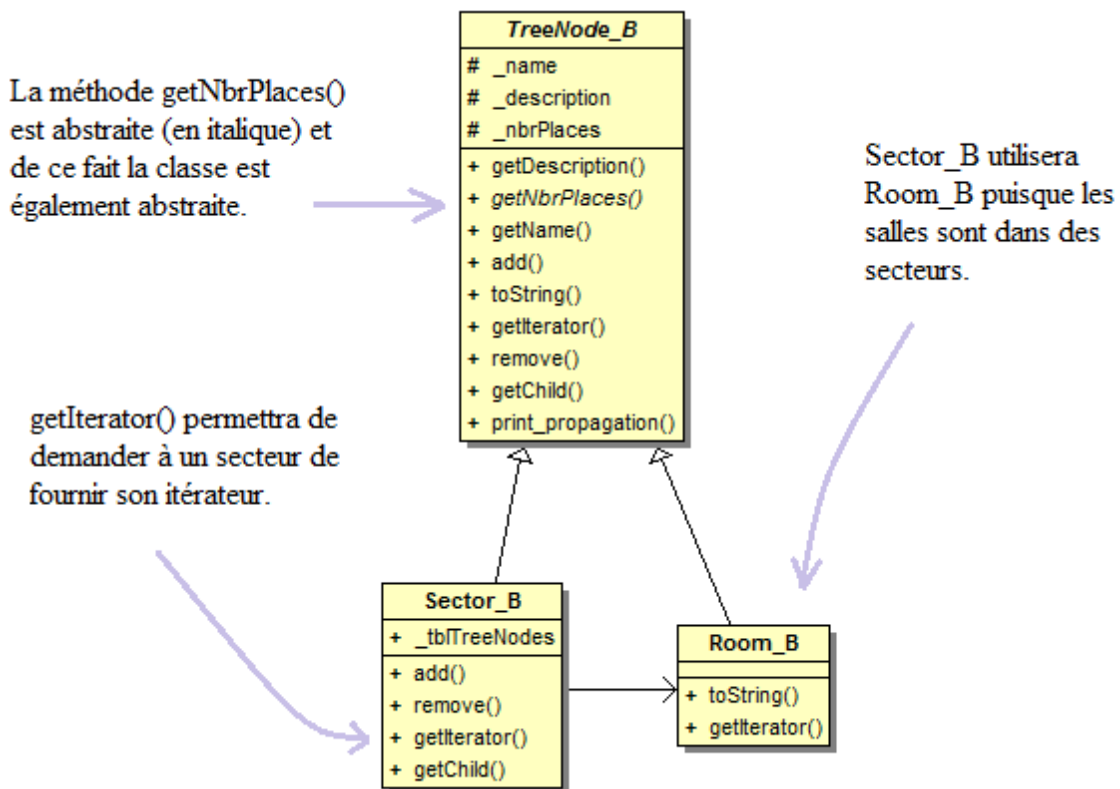 TreeNode_B
# _name
# _description
# _nbrPlaces
+ getDescription()
+ getNbrPlaces()
+ getName()
+ add()
+ toString()
+ getIterator()
+ remove()
+ getChild()
+ print_propagation()
La méthode getNbrPlaces()
est abstraite (en italique) et
de ce fait la classe est
également abstraite.
Sector_B utilisera
Room_B puisque les
salles sont dans des
secteurs.
getIterator() permettra de
demander à un secteur de
fournir son itérateur.
Sector_B
+ _tblTreeNodes
+ add()
+ remove()
+ getIterator()
+ getChild()
Room_B
+ toString()
+ getIterator()